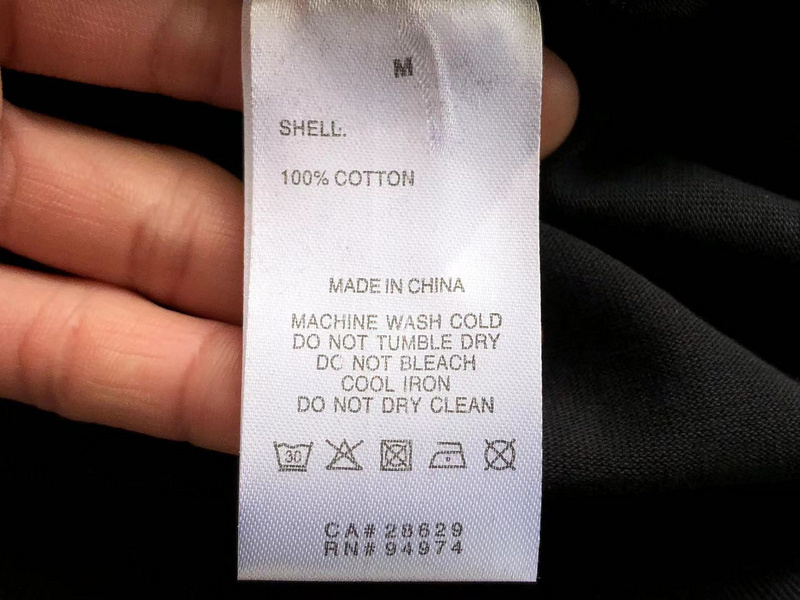 M
SHELL.
100% COTTON
MADE IN CHINA
MACHINE WASH COLD
DO NOT TUMBLE DRY
DO NOT BLEACH
COOL IRON
DO NOT DRY CLEAN
30
CA# 28629
RN# 94974